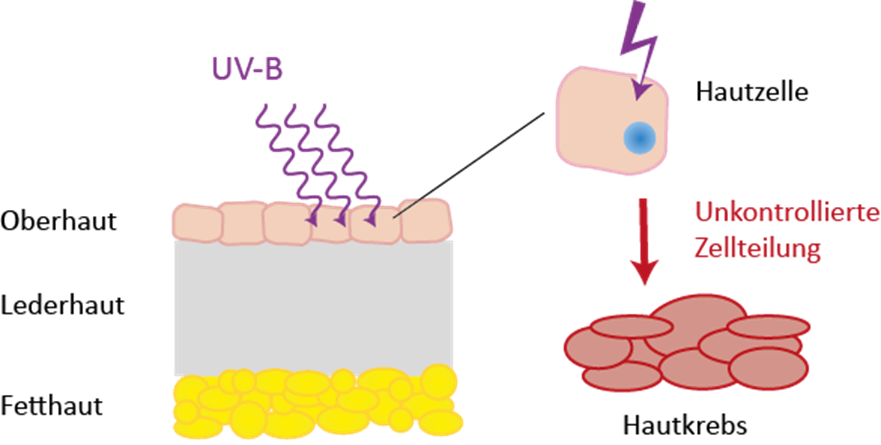 UV-B
Hautzelle
Oberhaut
Unkontrollierte
Zellteilung
Lederhaut
Fetthaut
Hautkrebs